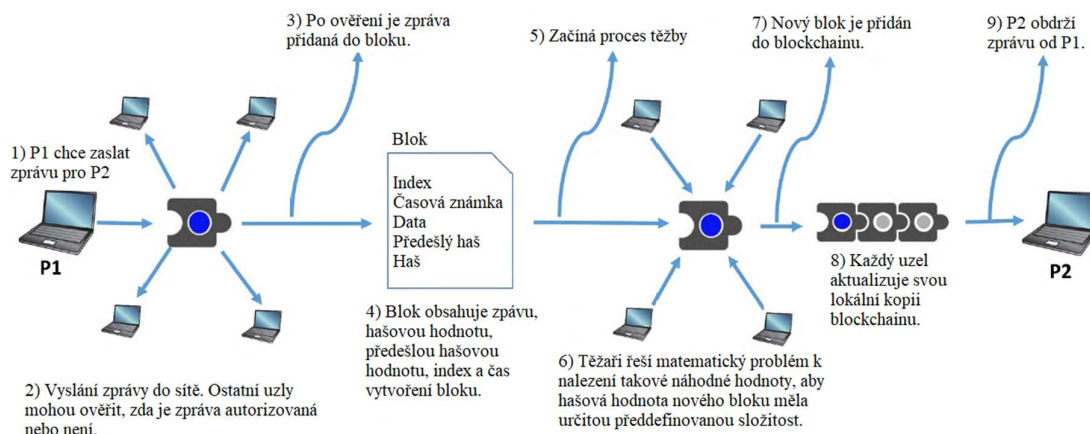 1) P1 chce zaslat
zprávu pro P2
P1
2) Vyslání zprávy do sítě. Ostatní uzly
mohou ověřit, zda je zpráva autorizovaná
nebo není.
3) Po ověření je zpráva
přidaná do bloku.
Blok
Index
Časová známka
Data
Předešlý haš
Haš
4) Blok obsahuje zpávu,
hašovou hodnotu,
předešlou hašovou
hodnotu, index a čas
vytvoření bloku.
5) Začíná proces těžby
6) Těžaři řeší matematický problém k
nalezení takové náhodné hodnoty, aby
hašová hodnota nového bloku měla
určitou předdefinovanou složitost.
7) Nový blok je přidán
do blockchainu.
8) Každý uzel
aktualizuje svou
lokální kopii
blockchainu.
9) P2 obdrží
zprávu od P1.
P2